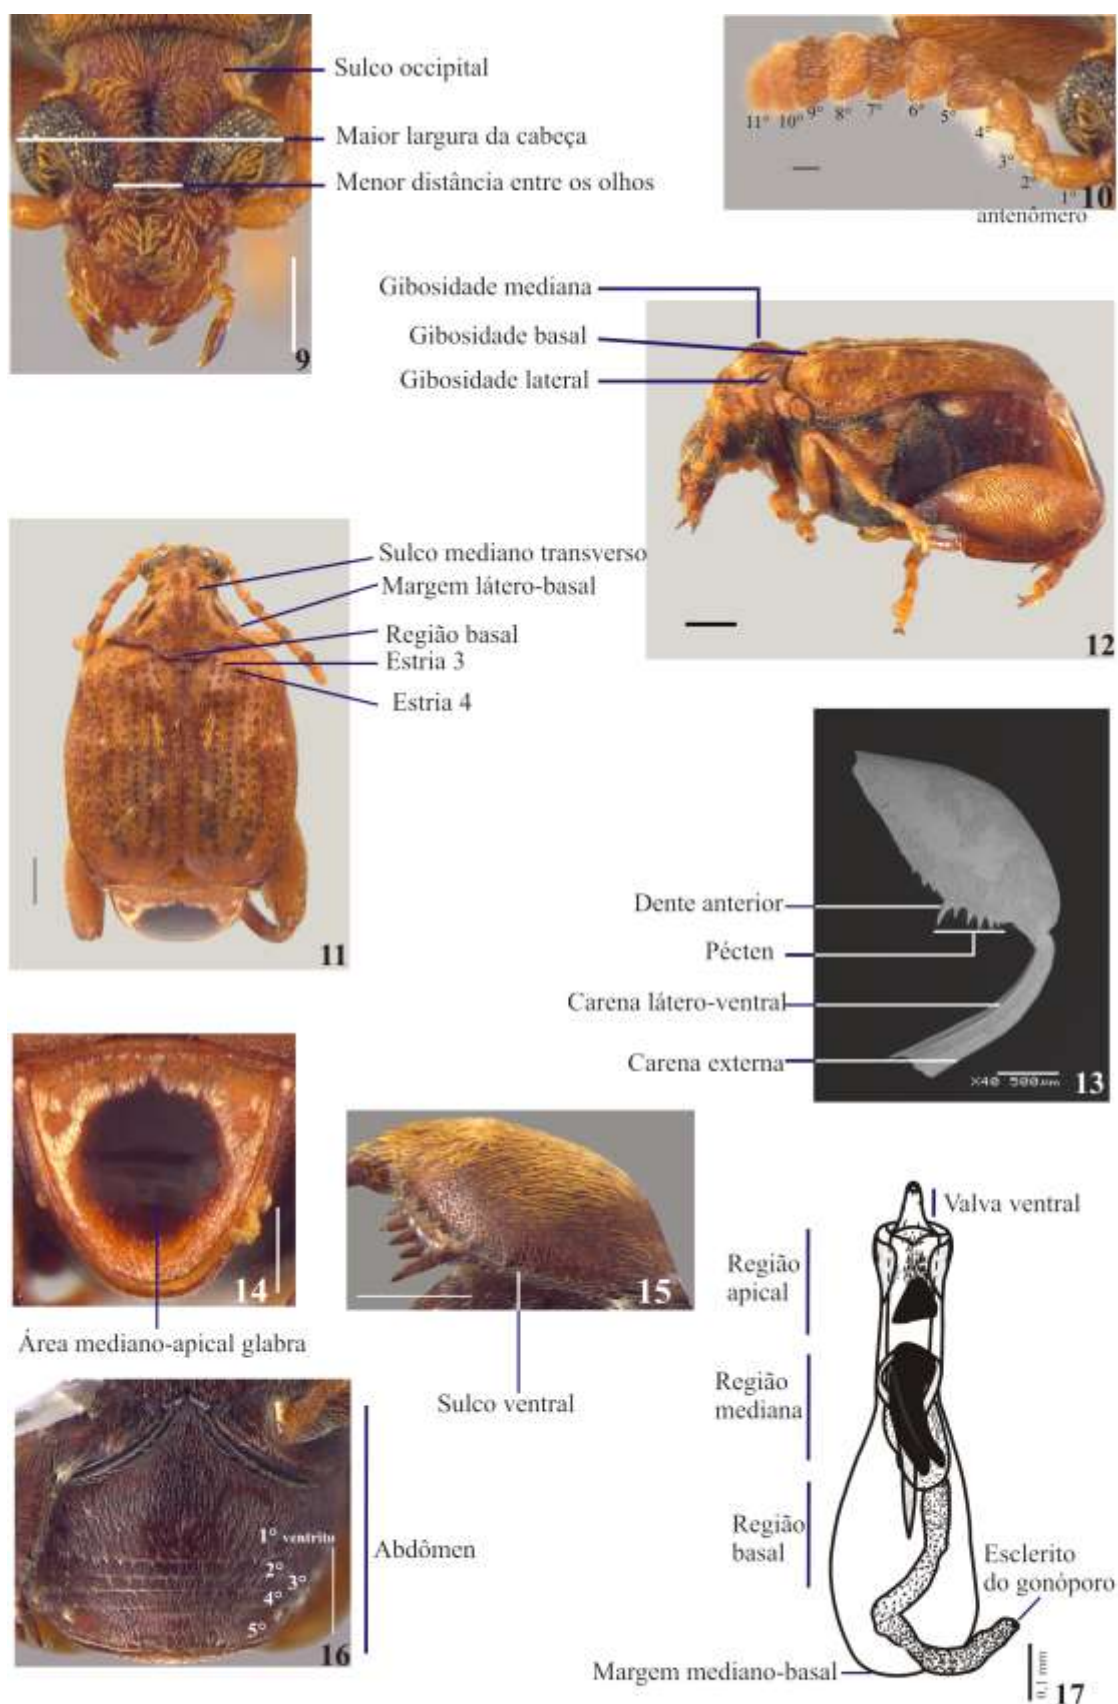 Sulco occipital
Maior largura da cabeça
Menor distância entre os olhos
9
11° 10° 9° 8° 7° 6° 5° 4° 3° 2° 1°
10
antenômero
Gibosidade mediana
Gibosidade basal
Gibosidade lateral
12
Sulco mediano transverso
Margem látero-basal
Região basal
Estria 3
Estria 4
11
Dente anterior
Pécten
Carena látero-ventral
Carena externa
X40 500µm
13
14
Área mediano-apical glabra
15
Sulco ventral
1° ventrito
2°
3°
4°
5°
16
Abdômen
Valva ventral
Região
apical
Região
mediana
Região
basal
Esclerito
do gonóporo
Margem mediano-basal
0,1 mm
17